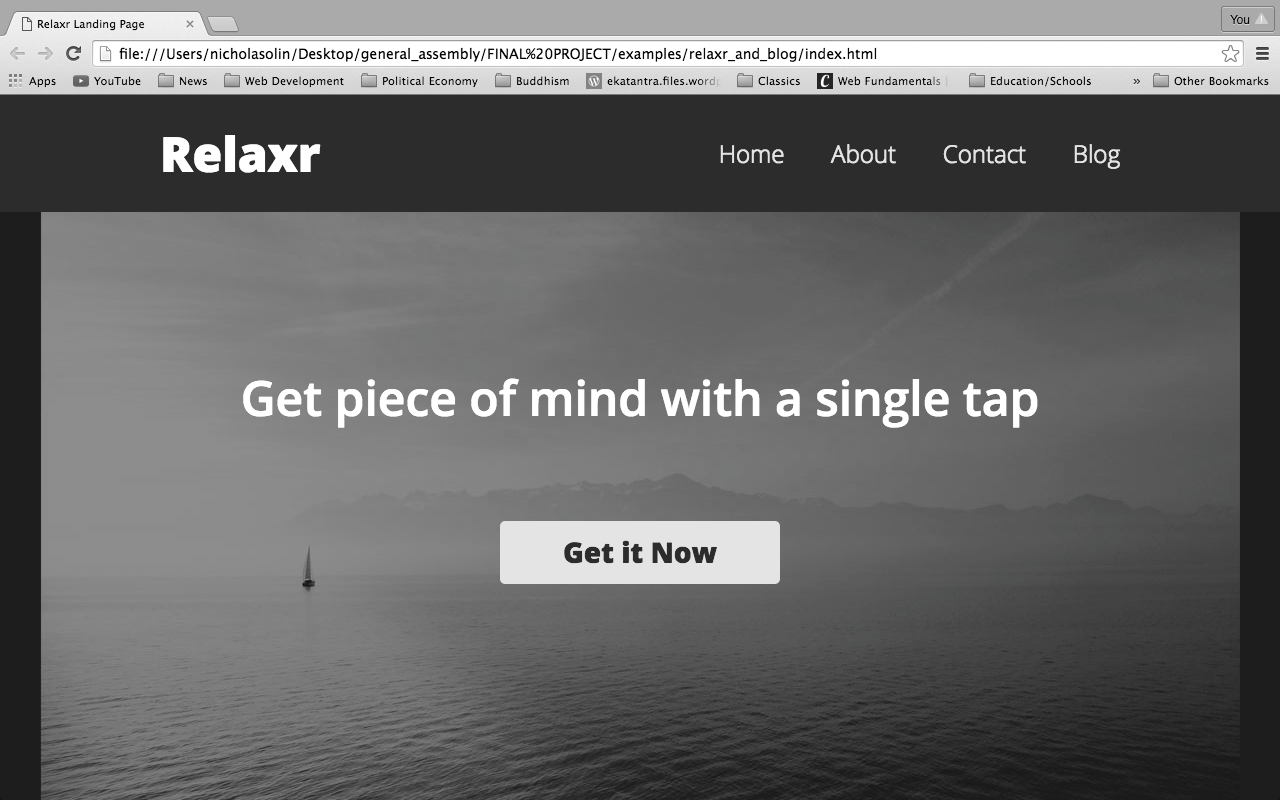 Relaxr Landing Page
You
file:///Users/nicholasolin/Desktop/general_assembly/FINAL%20PROJECT/examples/relaxr_and_blog/index.html
Apps YouTube News Web Development Political Economy Buddhism ekatantra.files.wordp Classics Web Fundamentals Education/Schools » Other Bookmarks
Relaxr Home About Contact Blog
Get piece of mind with a single tap
Get it Now